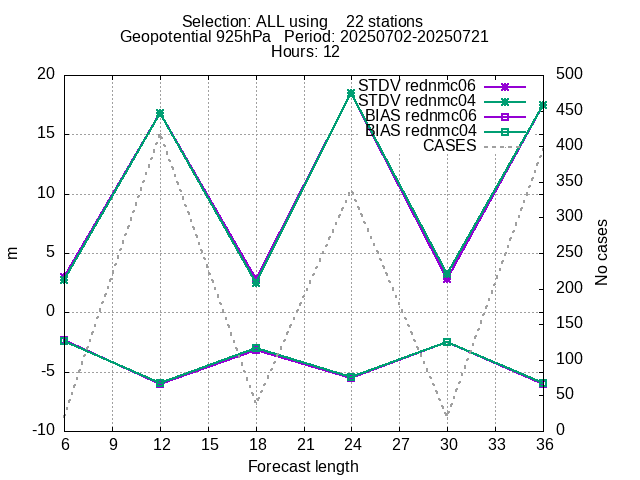 Selection: ALL using    22 stations
Geopotential 925hPa   Period: 20250702-20250721
Hours: 12
STDV rednmc06
STDV rednmc04
BIAS rednmc06
BIAS rednmc04
CASES
20
15
10
5
0
-5
-10
m
500
450
400
350
300
250
200
150
100
50
0
No cases
6 9 12 15 18 21 24 27 30 33 36
Forecast length